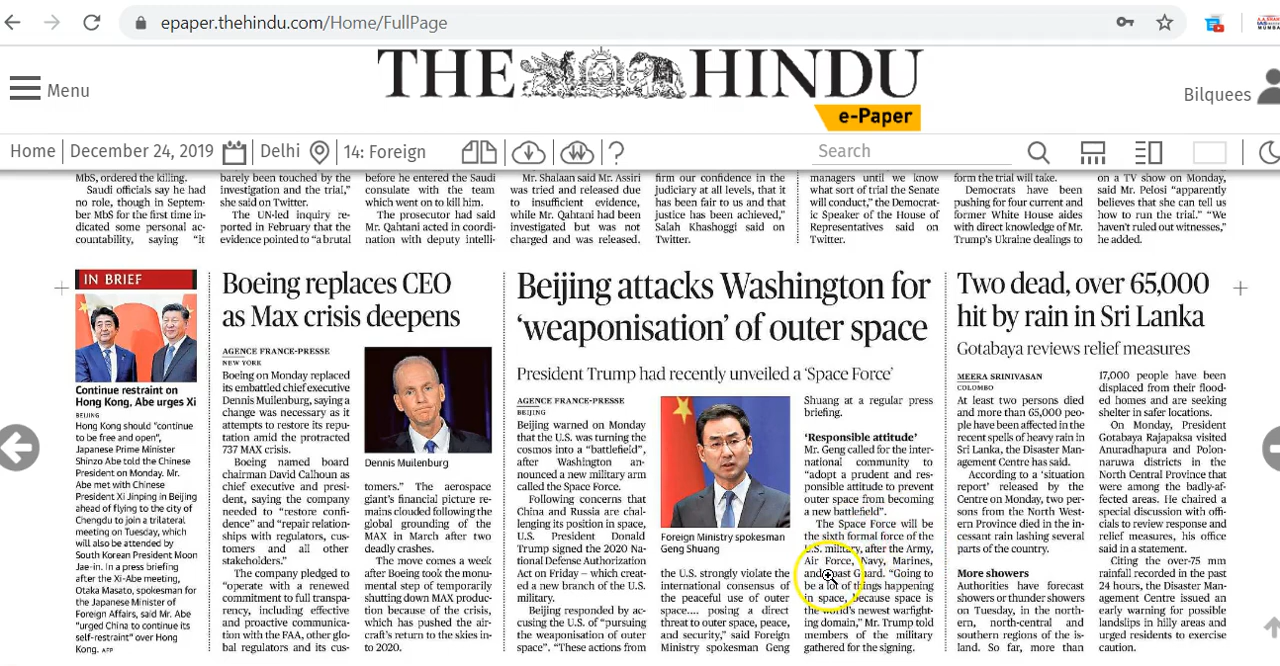 epaper.thehindu.com/Home/FullPage
THE HINDU
e-Paper
Menu
Bilquees
Home
December 24, 2019
Delhi
14: Foreign
Search
MbS, ordered the killing.
Saudi officials say he had
no role, though in Septem-
ber MbS for the first time in-
dicated some personal ac-
countability, saying “it
barely been touched by the
investigation and the trial,”
she said on Twitter.
The UN-led inquiry re-
ported in February that the
evidence pointed to “a brutal
before he entered the Saudi
consulate with the team
which went on to kill him.
The prosecutor had said
Mr. Qahtani acted in coordi-
nation with deputy intelli-
Mr. Shalaan said Mr. Assiri
was tried and released due
to insufficient evidence,
while Mr. Qahtani had been
investigated but was not
charged and was released.
firm our confidence in the
judiciary at all levels, that it
has been fair to us and that
justice has been achieved,”
Salah Khashoggi said on
Twitter.
managers until we know
what sort of trial the Senate
will conduct,” the Democrat-
ic Speaker of the House of
Representatives said on
Twitter.
form the trial will take.
Democrats have been
pushing for four current and
former White House aides
with direct knowledge of Mr.
Trump’s Ukraine dealings to
on a TV show on Monday,
said Mr. Pelosi “apparently
believes that she can tell us
how to run the trial.” “We
haven’t ruled out witnesses,”
he added.
IN BRIEF
Continue restraint on
Hong Kong, Abe urges Xi
BEIJING
Hong Kong should “continue
to be free and open”,
Japanese Prime Minister
Shinzo Abe told the Chinese
President on Monday. Mr.
Abe met with Chinese
President Xi Jinping in Beijing
ahead of flying to the city of
Chengdu to join a trilateral
meeting on Tuesday, which
will also be attended by
South Korean President Moon
Jae-in. In a press briefing
after the Xi-Abe meeting,
Otaka Masato, spokesman for
the Japanese Minister of
Foreign Affairs, said Mr. Abe
“urged China to continue its
self-restraint” over Hong
Kong. AFP
Boeing replaces CEO
as Max crisis deepens
AGENCE FRANCE-PRESSE
NEW YORK
Boeing on Monday replaced
its embattled chief executive
Dennis Muilenburg, saying a
change was necessary as it
attempts to restore its repu-
tation amid the protracted
737 MAX crisis.
Boeing named board
chairman David Calhoun as
chief executive and presi-
dent, saying the company
needed to “restore confi-
dence” and “repair relation-
ships with regulators, cus-
tomers and all other
stakeholders.”
The company pledged to
“operate with a renewed
commitment to full transpa-
rency, including effective
and proactive communica-
tion with the FAA, other glo-
bal regulators and its cus-
Dennis Muilenburg
tomers.” The aerospace
giant’s financial picture re-
mains clouded following the
global grounding of the
MAX in March after two
deadly crashes.
The move comes a week
after Boeing took the monu-
mental step of temporarily
shutting down MAX produc-
tion because of the crisis,
which has pushed the air-
craft’s return to the skies in-
to 2020.
Beijing attacks Washington for
‘weaponisation’ of outer space
President Trump had recently unveiled a ‘Space Force’
AGENCE FRANCE-PRESSE
BEIJING
Beijing warned on Monday
that the U.S. was turning the
cosmos into a “battlefield”,
after Washington an-
nounced a new military arm
called the Space Force.
Following concerns that
China and Russia are chal-
lenging its position in space,
U.S. President Donald
Trump signed the 2020 Na-
tional Defense Authorization
Act on Friday – which creat-
ed a new branch of the U.S.
military.
Beijing responded by ac-
cusing the U.S. of “pursuing
the weaponisation of outer
space”. “These actions from
Foreign Ministry spokesman
Geng Shuang
the U.S. strongly violate the
international consensus of
the peaceful use of outer
space.... posing a direct
threat to outer space, peace,
and security,” said Foreign
Ministry spokesman Geng
Shuang at a regular press
briefing.
‘Responsible attitude’
Mr. Geng called for the inter-
national community to
“adopt a prudent and res-
ponsible attitude to prevent
outer space from becoming
a new battlefield”.
The Space Force will be
the sixth formal force of the
U.S. military, after the Army,
Air Force, Navy, Marines,
and Coast Guard. “Going to
be a lot of things happening
in space, because space is
the world’s newest warfight-
ing domain,” Mr. Trump told
members of the military
gathered for the signing.
Two dead, over 65,000
hit by rain in Sri Lanka
Gotabaya reviews relief measures
MEERA SRINIVASAN
COLOMBO
At least two persons died
and more than 65,000 peo-
ple have been affected in the
recent spells of heavy rain in
Sri Lanka, the Disaster Man-
agement Centre has said.
According to a ‘situation
report’ released by the
Centre on Monday, two per-
sons from the North West-
ern Province died in the in-
cessant rain lashing several
parts of the country.
More showers
Authorities have forecast
showers or thunder showers
on Tuesday, in the north-
ern, north-central and
southern regions of the is-
land. So far, more than
17,000 people have been
displaced from their flood-
ed homes and are seeking
shelter in safer locations.
On Monday, President
Gotabaya Rajapaksa visited
Anuradhapura and Polon-
naruwa districts in the
North Central Province that
were among the badly-af-
fected areas. He chaired a
special discussion with offi-
cials to review response and
relief measures, his office
said in a statement.
Citing the over-75 mm
rainfall recorded in the past
24 hours, the Disaster Man-
agement Centre issued an
early warning for possible
landslips in hilly areas and
urged residents to exercise
caution.